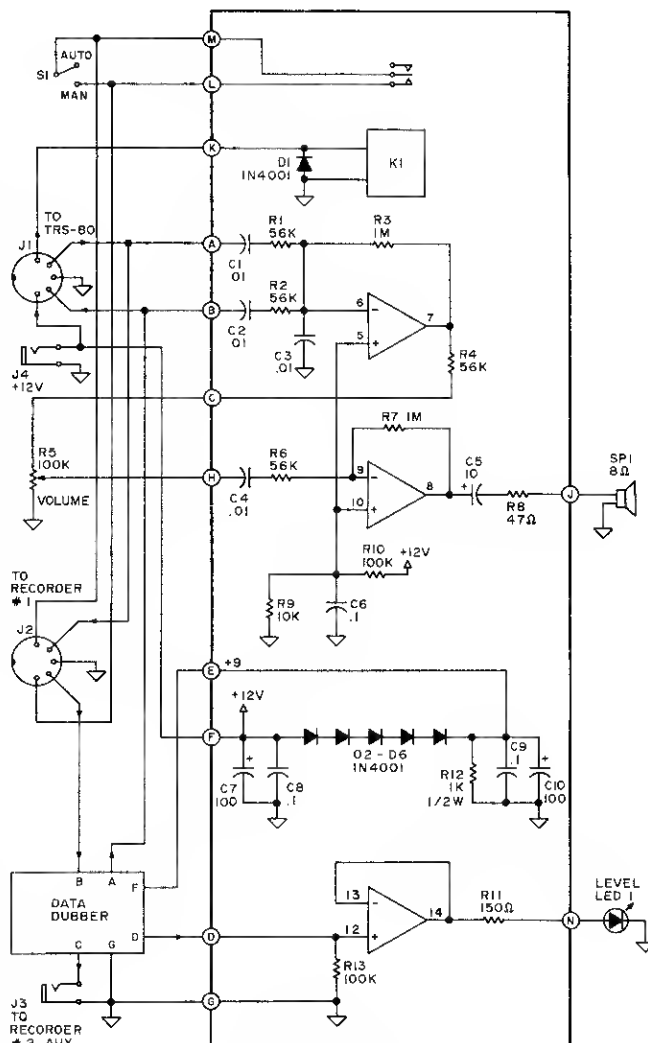 M
AUTO
S1
L
MAN
K
D1
1N4001
K1
TO
TRS-80
J1
R1
56K
R3
1M
A
C1
.01
R2
56K
B
C2
.01
6
7
5
C3
.01
J4
+12V
R4
56K
C
R7 1M
R5
100K
R6
56K
H
9
8
C5
10
+
SP1
8Ω
J
VOLUME
C4
.01
10
R8
47Ω
R10
100K
+12V
TO
RECORDER
# 1
R9
10K
C6
.1
J2
E
+9
+12V
F
C9
.1
D2-D6
1N4001
R12
1K
1/2W
C7
100
C8
.1
C10
100
B
A
F
DATA
DUBBER
D
C
G
13
14
12
R11
150Ω
LEVEL
LED 1
N
D
R13
100K
G
J3
TO
RECORDER
# 2 AUX